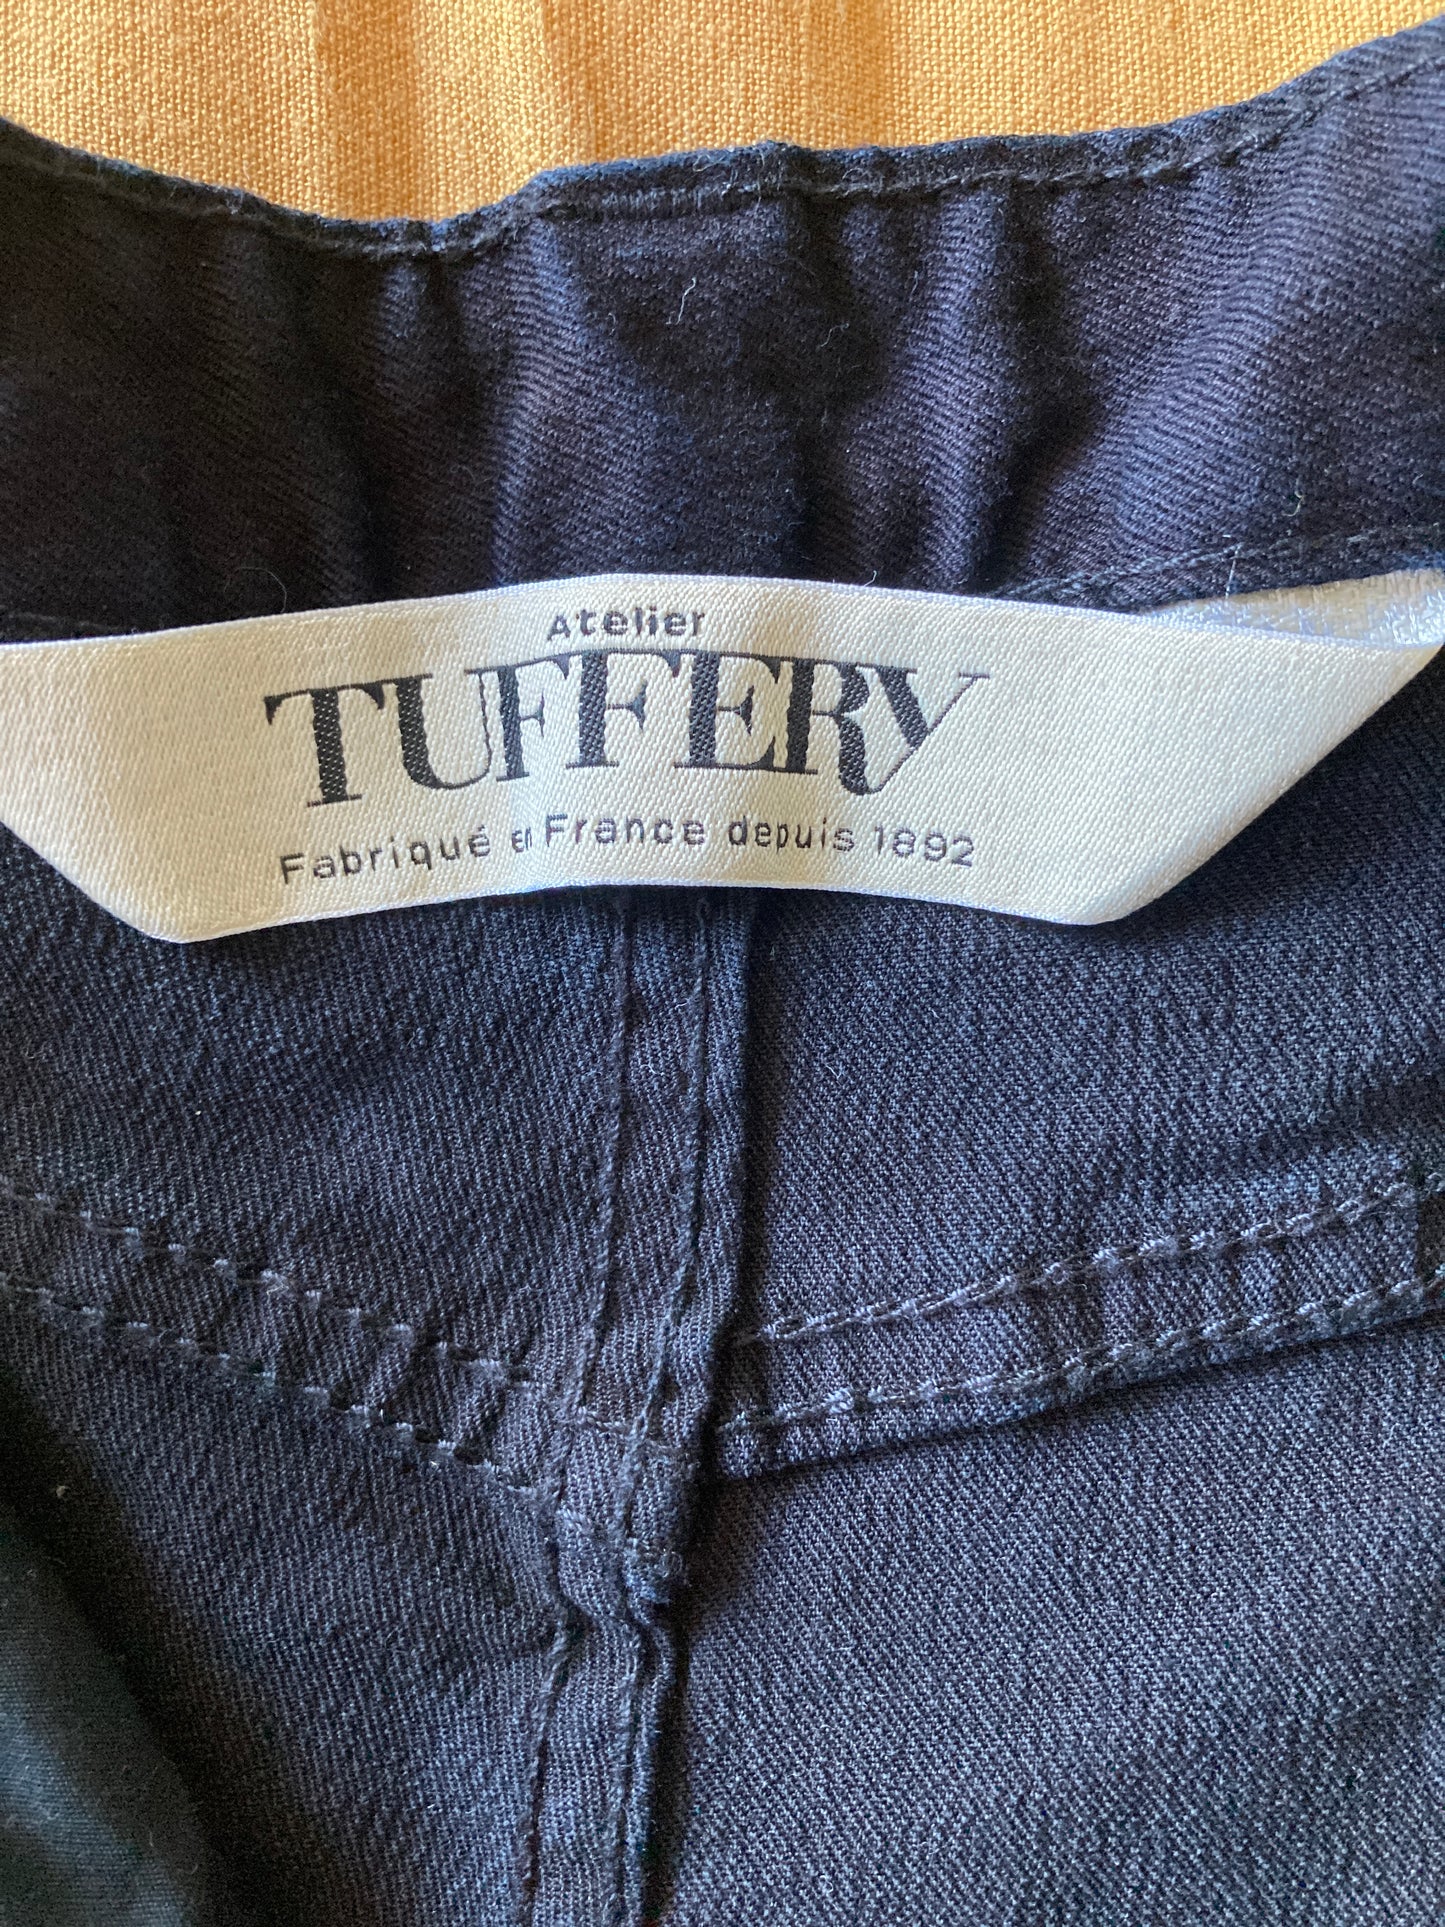 Atelier
TUFFERY
Fabriqué en France depuis 1892